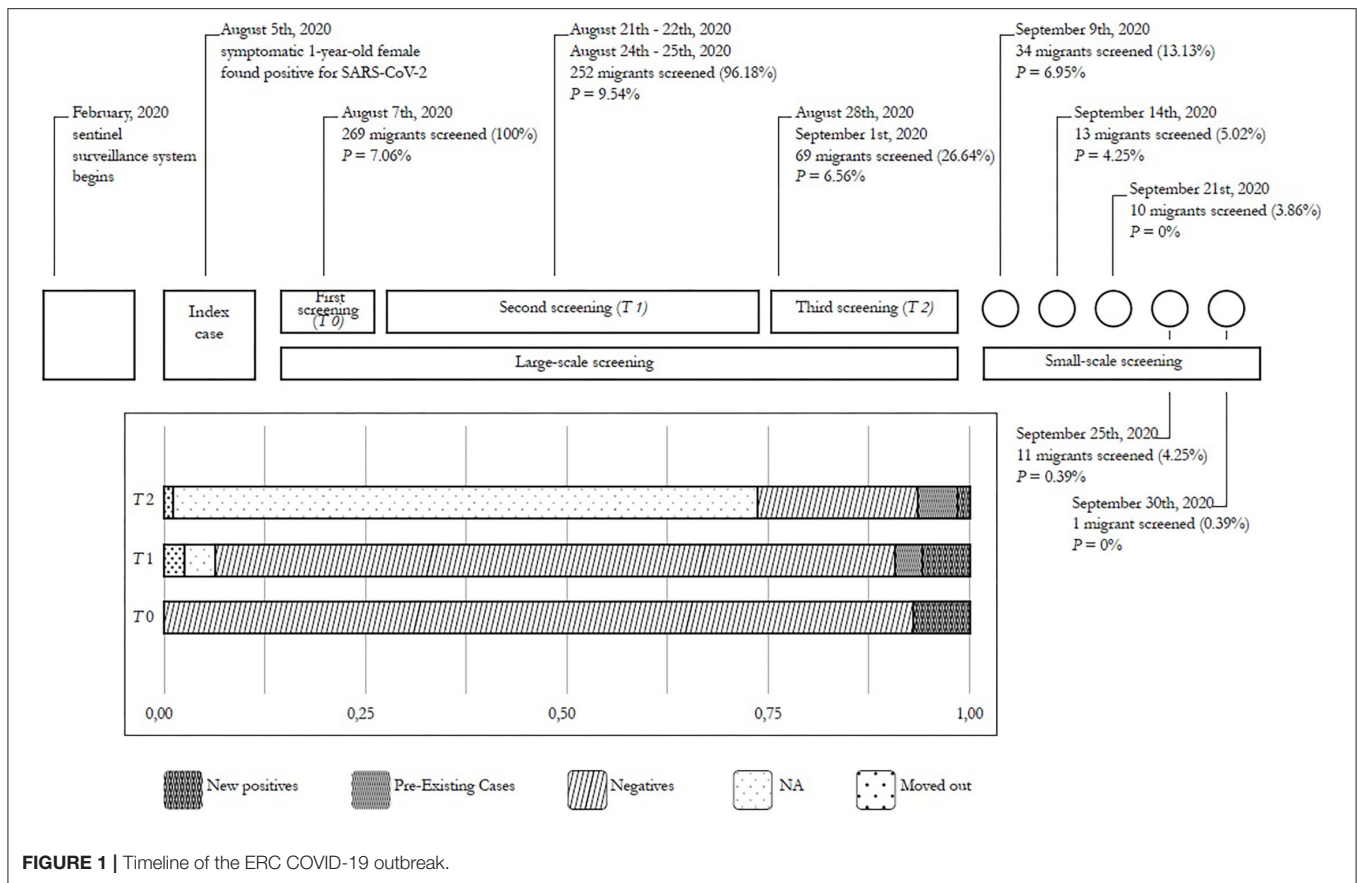 February, 2020
sentinel
surveillance system
begins
August 5th, 2020
symptomatic 1-year-old female
found positive for SARS-CoV-2
August 7th, 2020
269 migrants screened (100%)
P = 7.06%
August 21th - 22th, 2020
August 24th - 25th, 2020
252 migrants screened (96.18%)
P = 9.54%
August 28th, 2020
September 1st, 2020
69 migrants screened (26.64%)
P = 6.56%
September 9th, 2020
34 migrants screened (13.13%)
P = 6.95%
September 14th, 2020
13 migrants screened (5.02%)
P = 4.25%
September 21st, 2020
10 migrants screened (3.86%)
P = 0%
Index
case
First
screening
(T 0)
Second screening (T 1)
Third screening (T 2)
Large-scale screening
Small-scale screening
September 25th, 2020
11 migrants screened (4.25%)
P = 0.39%
September 30th, 2020
1 migrant screened (0.39%)
P = 0%
T 2
T 1
T 0
0,00 0,25 0,50 0,75 1,00
New positives Pre-Existing Cases Negatives NA Moved out
FIGURE 1 | Timeline of the ERC COVID-19 outbreak.